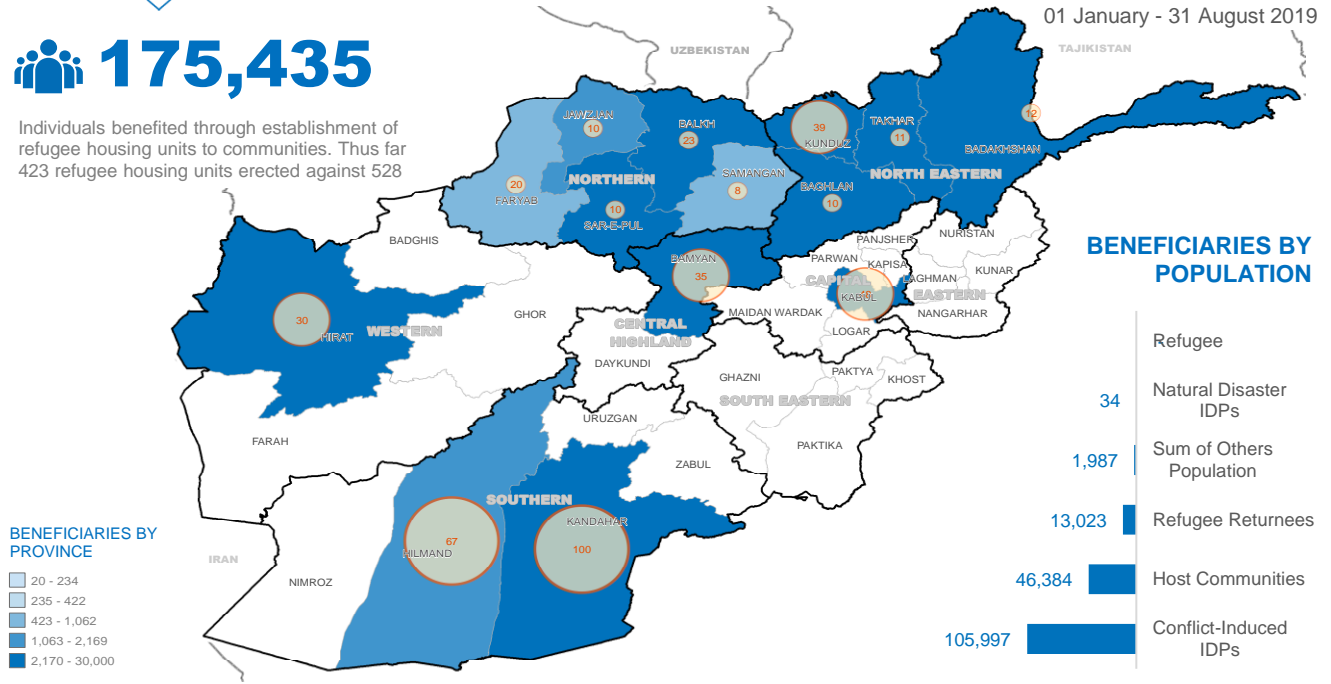 01 January - 31 August 2019
175,435
Individuals benefited through establishment of
refugee housing units to communities. Thus far
423 refugee housing units erected against 528
UZBEKISTAN
TAJIKISTAN
JAWZJAN
10
BALKH
23
39
KUNDUZ
TAKHAR
11
12
BADAKHSHAN
NORTHERN
SAMANGAN
8
NORTH EASTERN
20
FARYAB
10
SAR-E-PUL
BAGHLAN
10
BADGHIS
BAMYAN
35
PANJSHER
NURISTAN
PARWAN
KAPISA
KUNAR
CAPITAL
LAGHMAN
KABUL
EASTERN
NANGARHAR
30
HIRAT
WESTERN
GHOR
CENTRAL
HIGHLAND
MAIDAN WARDAK
LOGAR
DAYKUNDI
GHAZNI
PAKTYA
KHOST
SOUTH EASTERN
URUZGAN
PAKTIKA
FARAH
ZABUL
SOUTHERN
KANDAHAR
100
67
HILMAND
NIMROZ
IRAN
BENEFICIARIES BY
POPULATION
Refugee
34
Natural Disaster
IDPs
1,987
Sum of Others
Population
13,023
Refugee Returnees
46,384
Host Communities
105,997
Conflict-Induced
IDPs
BENEFICIARIES BY
PROVINCE
20 - 234
235 - 422
423 - 1,062
1,063 - 2,169
2,170 - 30,000